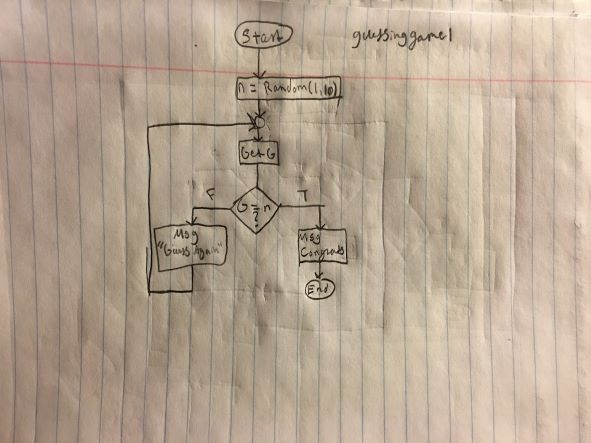 Start
guessinggame1
n = Random(1,10)
Get G
F
T
G = n
?
Msg
"Guess Again"
Msg
Congrats
End